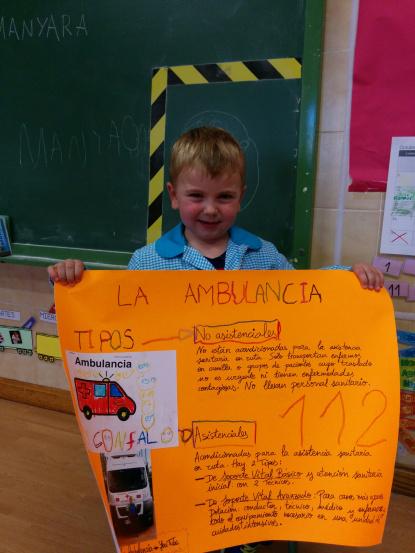 MANYARA
MANYA
LA AMBULANCIA
TIPOS
No asistenciales
No están acondicionadas para la asistencia
sanitaria en ruta. Solo transportan enfermos
en camilla o grupos de pacientes cuyo traslado
no es urgente ni tienen enfermedades
contagiosas. No llevan personal sanitario.
Ambulancia
112
Asistenciales
Acondicionadas para la asistencia sanitaria
en ruta. Hay 2 Tipos:
- De Soporte Vital Básico y atención sanitaria
inicial con 2 Técnicos.
- De Soporte Vital Avanzado: Para casos más graves
conductor, técnico, médico y enfermero,
todo el equipamiento necesario en una "unidad
cuidados intensivos.
1
11